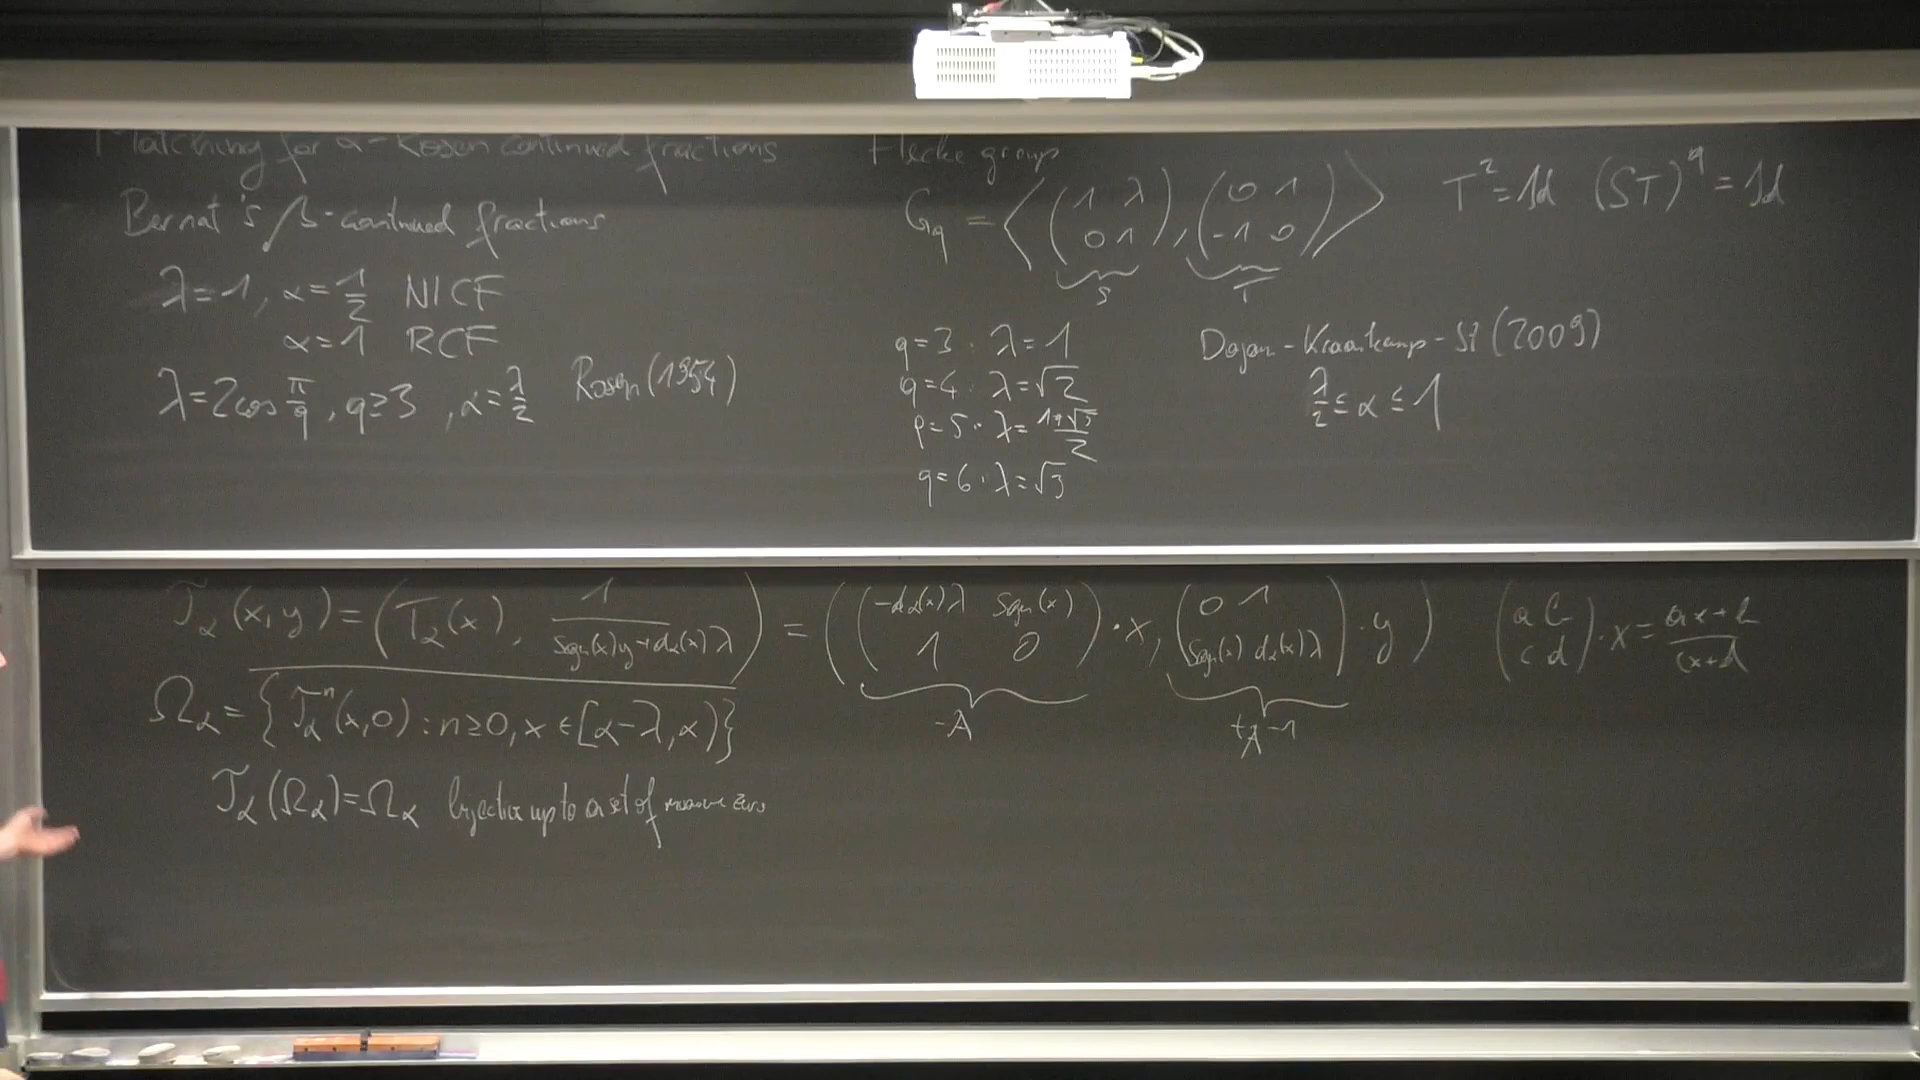 Matching for α-Rosen continued fractions
Bernat's β-continued fractions
λ=1, α=1/2 NICF
α=1 RCF
λ=2cos π/q, q≥3, α=λ/2 Rosen (1954)
Hecke group
G_q = ⟨(1 λ; 0 1), (0 1; -1 0)⟩ T²=Id (ST)^q=Id
S T
q=3: λ=1
q=4: λ=√2
q=5: λ=(1+√5)/2
q=6: λ=√3
Dajani-Kraaikamp-St (2009)
λ/2 ≤ α ≤ 1
𝒯_α(x,y) = (T_α(x), 1/(sgn(x)y+d_α(x)λ)) = ((-d_α(x)λ sgn(x); 1 0)·x, (0 1; sgn(x) d_α(x)λ)·y) (a b; c d)·x = (ax+b)/(cx+d)
-A tA-1
Ω_α = {𝒯_α^n(x,0) : n≥0, x∈[α-λ,α)}
𝒯_α(Ω_α)=Ω_α bijective up to a set of measure zero